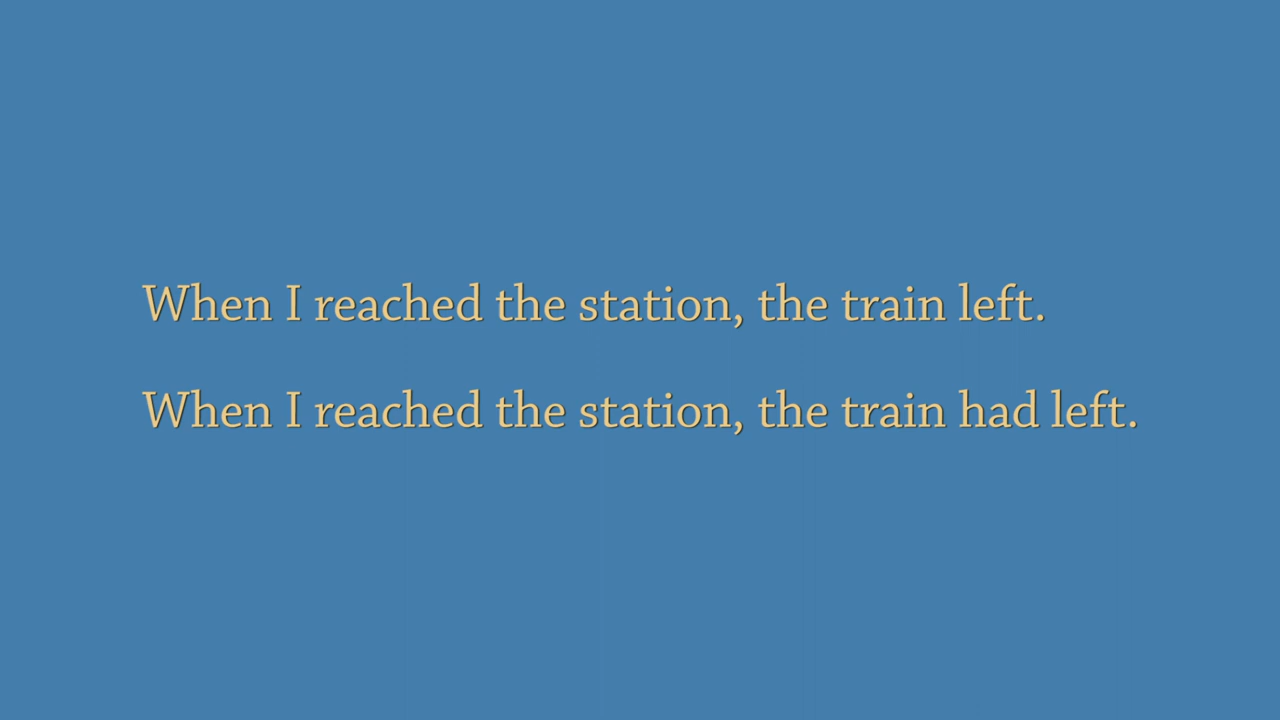 When I reached the station, the train left.
When I reached the station, the train had left.